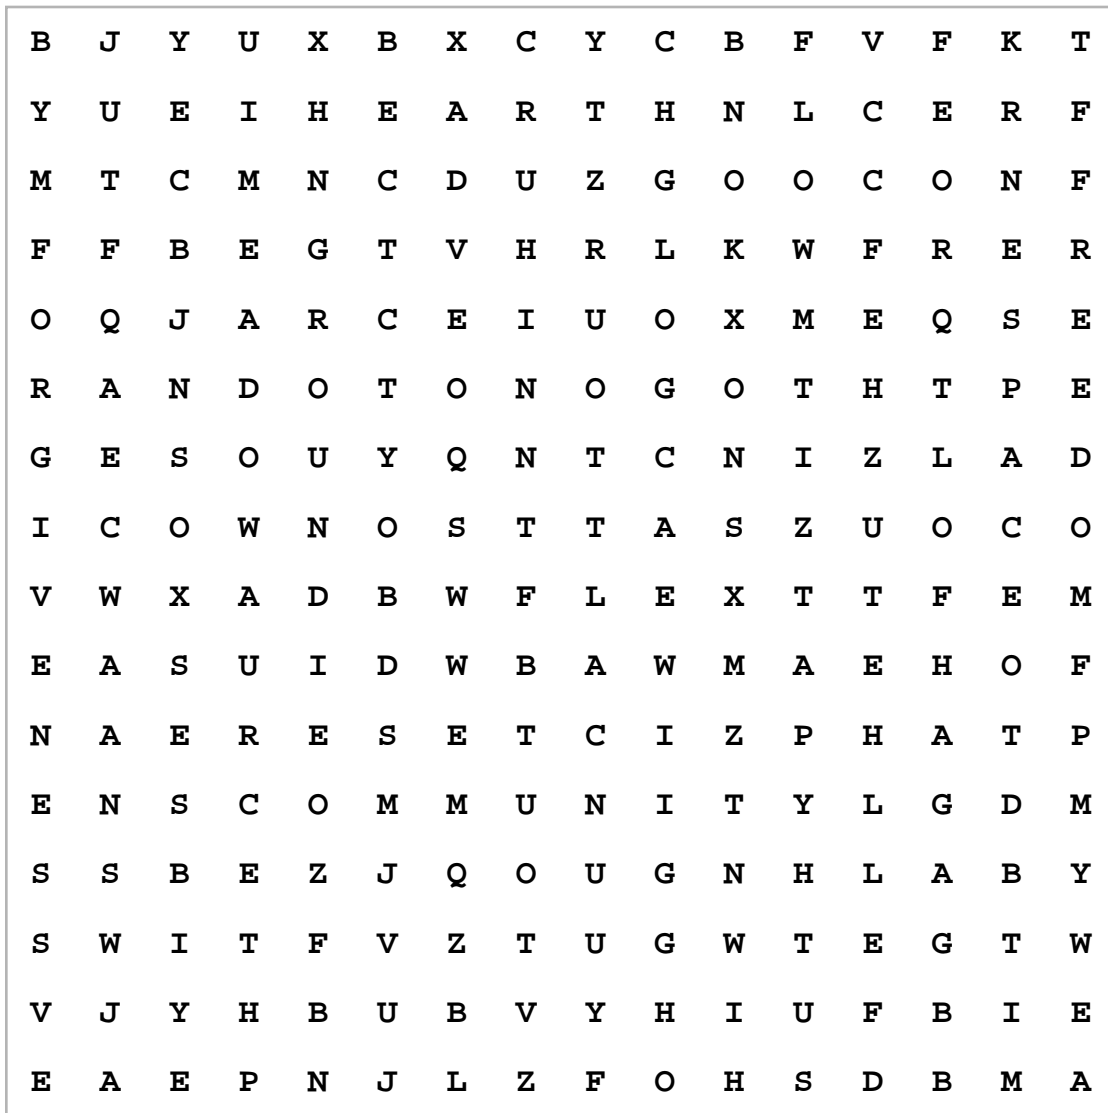 B J Y U X B X C Y C B F V F K T
Y U E I H E A R T H N L C E R F
M T C M N C D U Z G O O C O N F
F F B E G T V H R L K W F R E R
O Q J A R C E I U O X M E Q S E
R A N D O T O N O G O T H T P E
G E S O U Y Q N T C N I Z L A D
I C O W N O S T T A S Z U O C O
V W X A D B W F L E X T T F E M
E A S U I D W B A W M A E H O F
N A E R E S E T C I Z P H A T P
E N S C O M M U N I T Y L G D M
S S B E Z J Q O U G N H L A B Y
S W I T F V Z T U G W T E G T W
V J Y H B U B V Y H I U F B I E
E A E P N J L Z F O H S D B M A